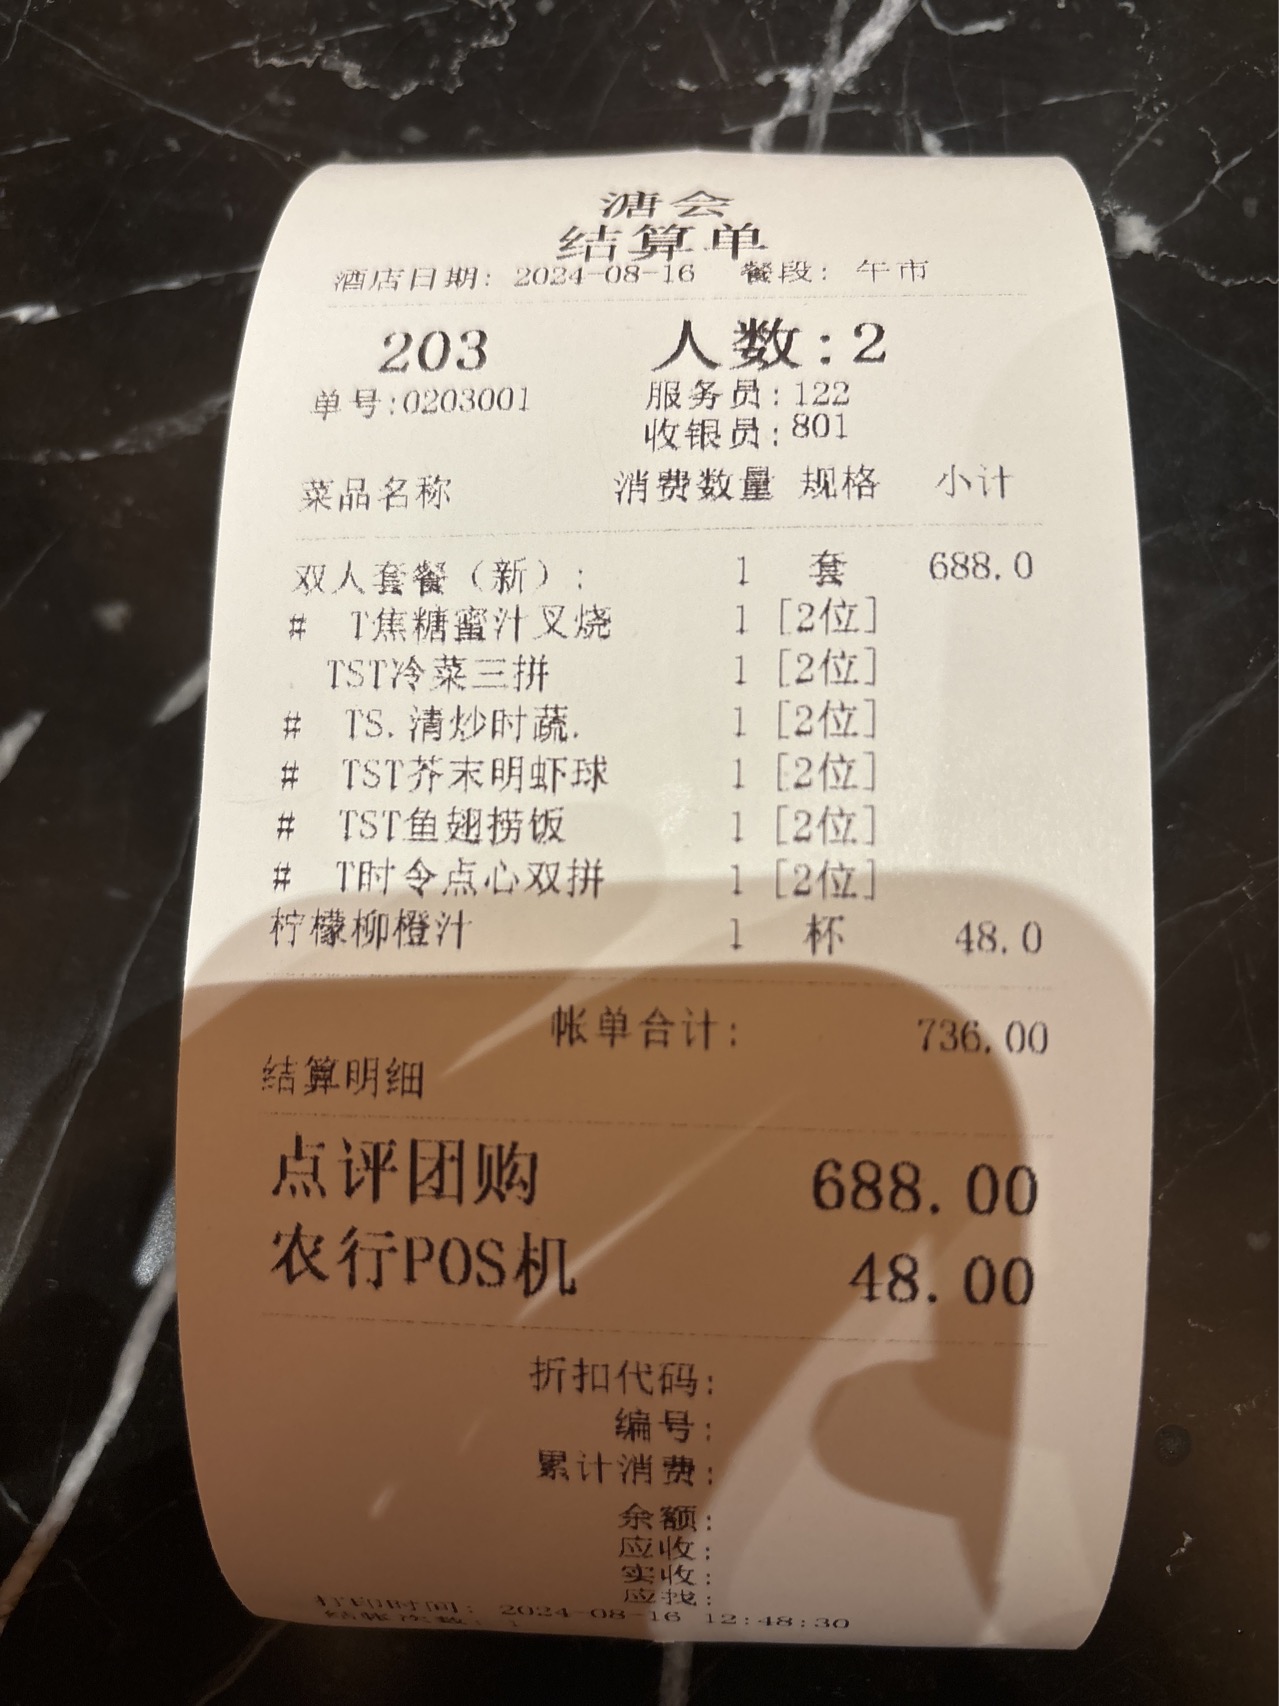 溏会
结算单
酒店日期: 2024-08-16 餐段: 午市
203 人数:2
单号:0203001 服务员:122
收银员:801
菜品名称 消费数量 规格 小计
双人套餐（新）: 1 套 688.0
# T焦糖蜜汁叉烧 1 [2位]
TST冷菜三拼 1 [2位]
# TS.清炒时蔬. 1 [2位]
# TST芥末明虾球 1 [2位]
# TST鱼翅捞饭 1 [2位]
# T时令点心双拼 1 [2位]
柠檬柳橙汁 1 杯 48.0
帐单合计: 736.00
结算明细
点评团购 688.00
农行POS机 48.00
折扣代码:
编号:
累计消费:
余额:
应收:
实收:
应找:
打印时间: 2024-08-16 12:48:30
结账次数: 1